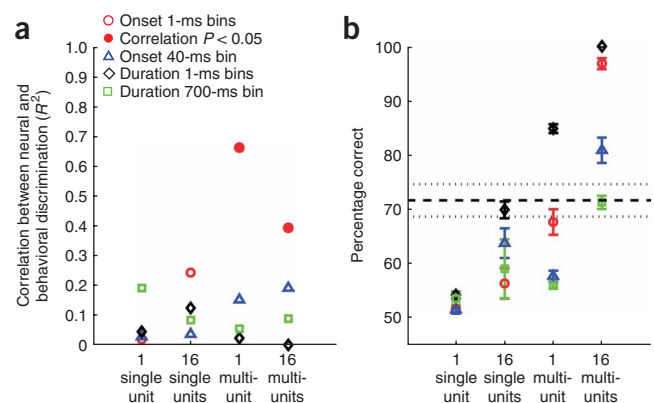 a
Onset 1-ms bins
Correlation P < 0.05
Onset 40-ms bin
Duration 1-ms bins
Duration 700-ms bin
Correlation between neural and
behavioral discrimination (R²)
1.0
0.9
0.8
0.7
0.6
0.5
0.4
0.3
0.2
0.1
0
1 16 1 16
single single multi- multi-
unit units unit units
b
Percentage correct
100
90
80
70
60
50
1 16 1 16
single single multi- multi-
unit units unit units